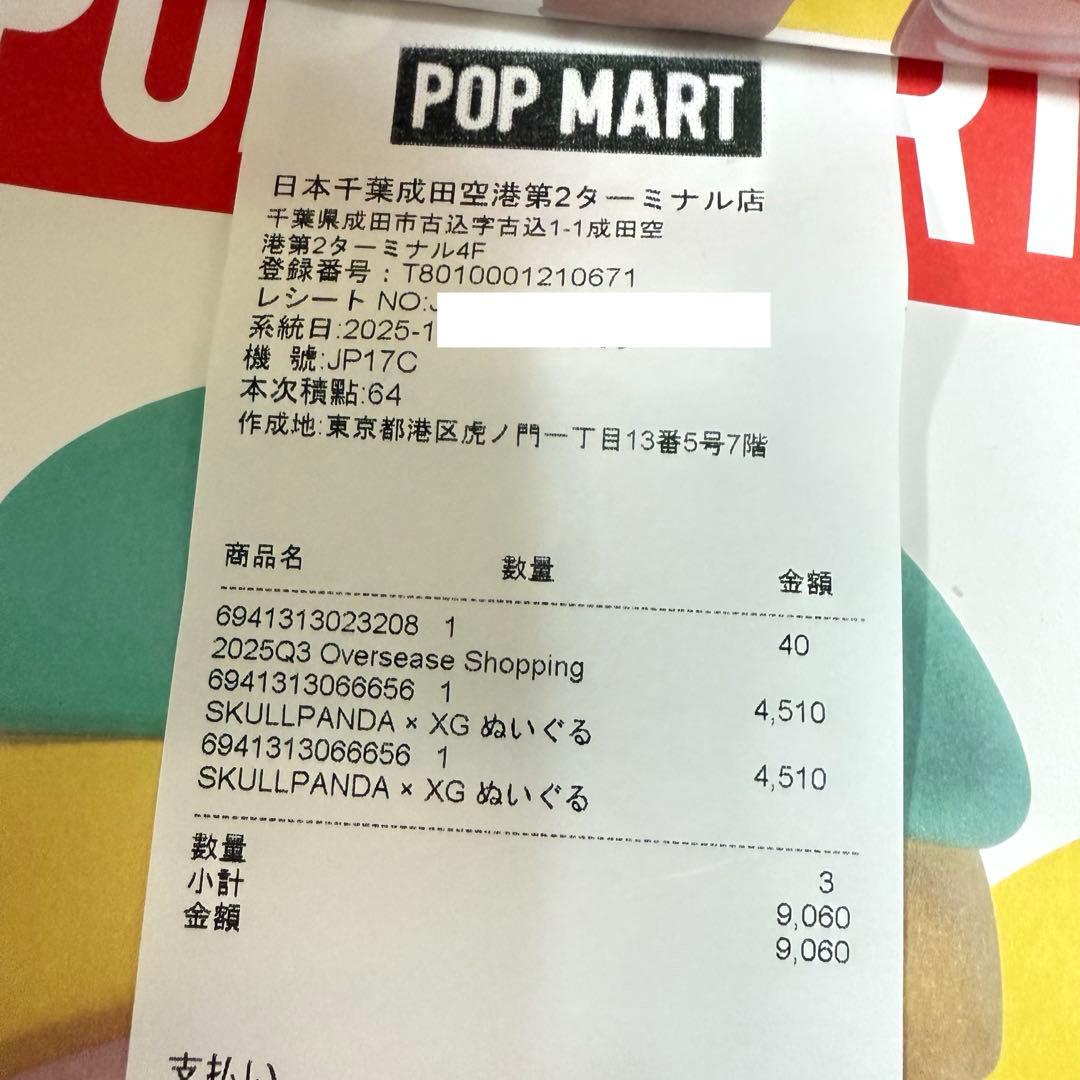 POP MART
日本千葉成田空港第2ターミナル店
千葉県成田市古込字古込1-1成田空
港第2ターミナル4F
登録番号：T8010001210671
レシート NO:
系統日:2025-1
機 號:JP17C
本次積點:64
作成地:東京都港区虎ノ門一丁目13番5号7階
商品名 数量 金額
6941313023208 1 40
2025Q3 Oversease Shopping
6941313066656 1 4,510
SKULLPANDA × XG ぬいぐる
6941313066656 1 4,510
SKULLPANDA × XG ぬいぐる
数量 3
小計 9,060
金額 9,060
支払い